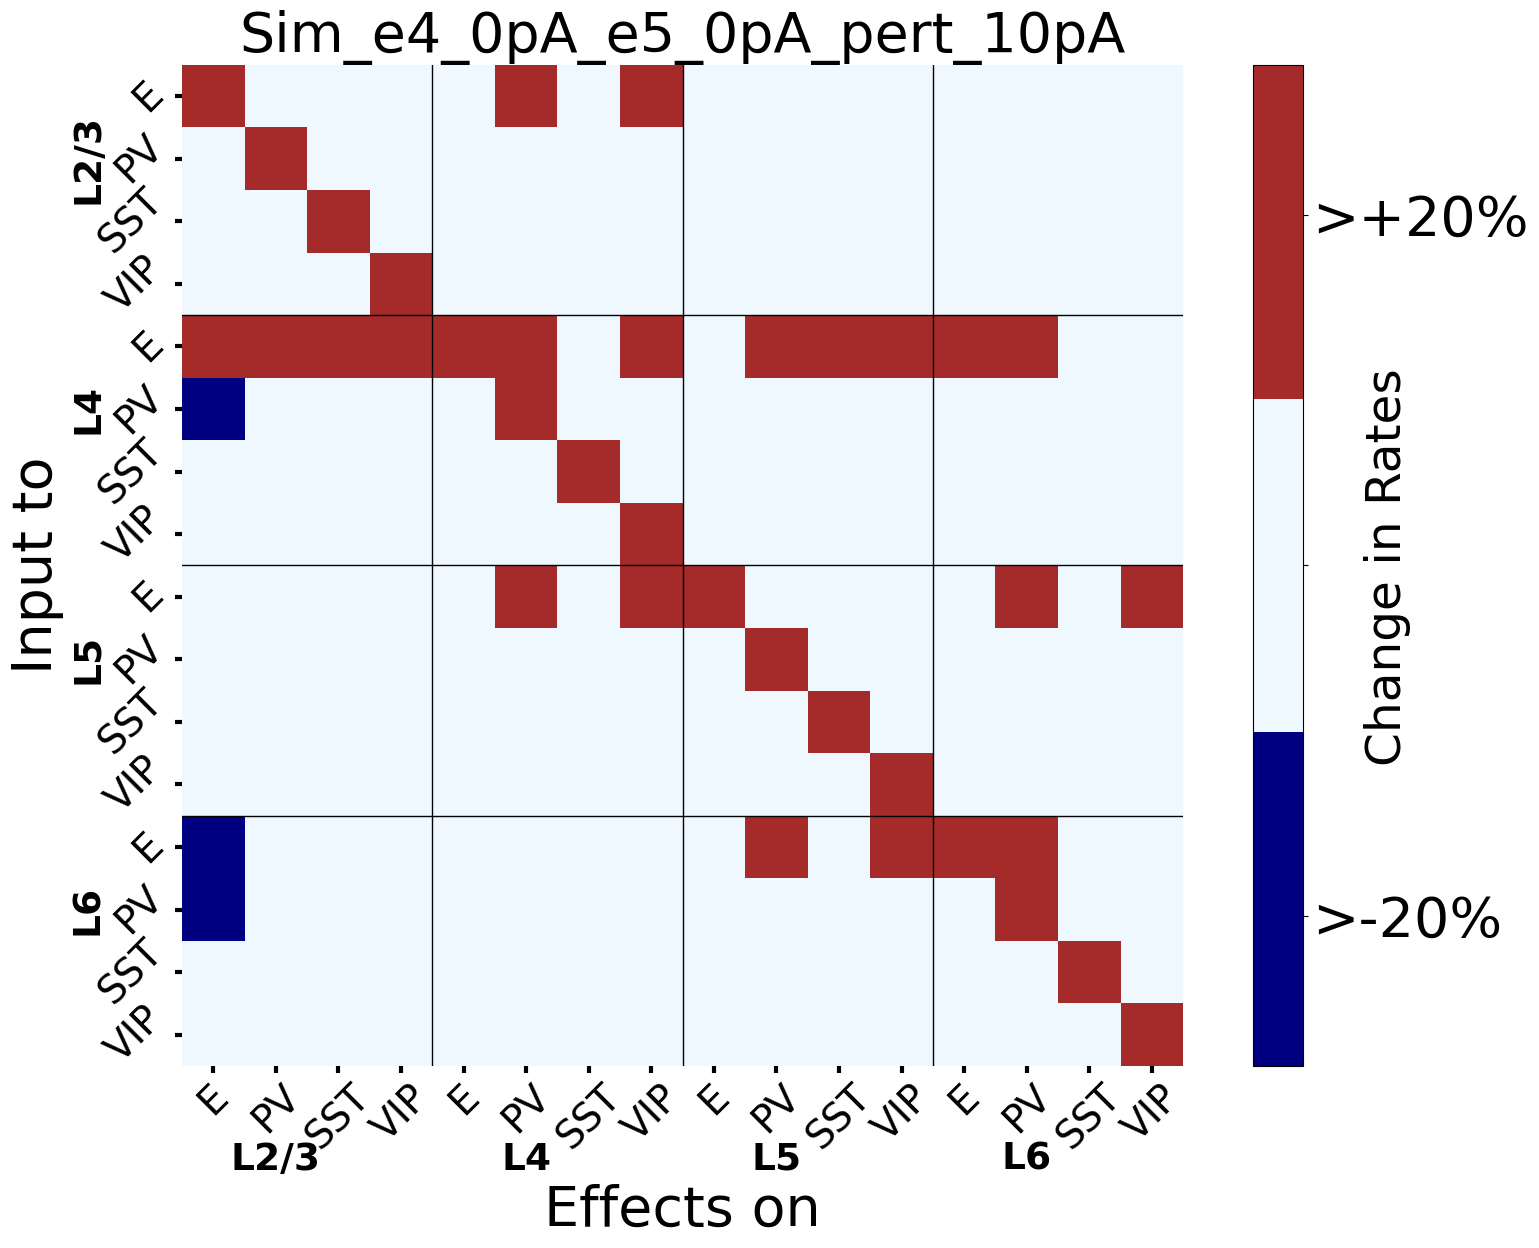 Sim_e4_0pA_e5_0pA_pert_10pA
Input to
L2/3
E
PV
SST
VIP
L4
E
PV
SST
VIP
L5
E
PV
SST
VIP
L6
E
PV
SST
VIP
E PV SST VIP E PV SST VIP E PV SST VIP E PV SST VIP
L2/3 L4 L5 L6
Effects on
>+20%
>-20%
Change in Rates